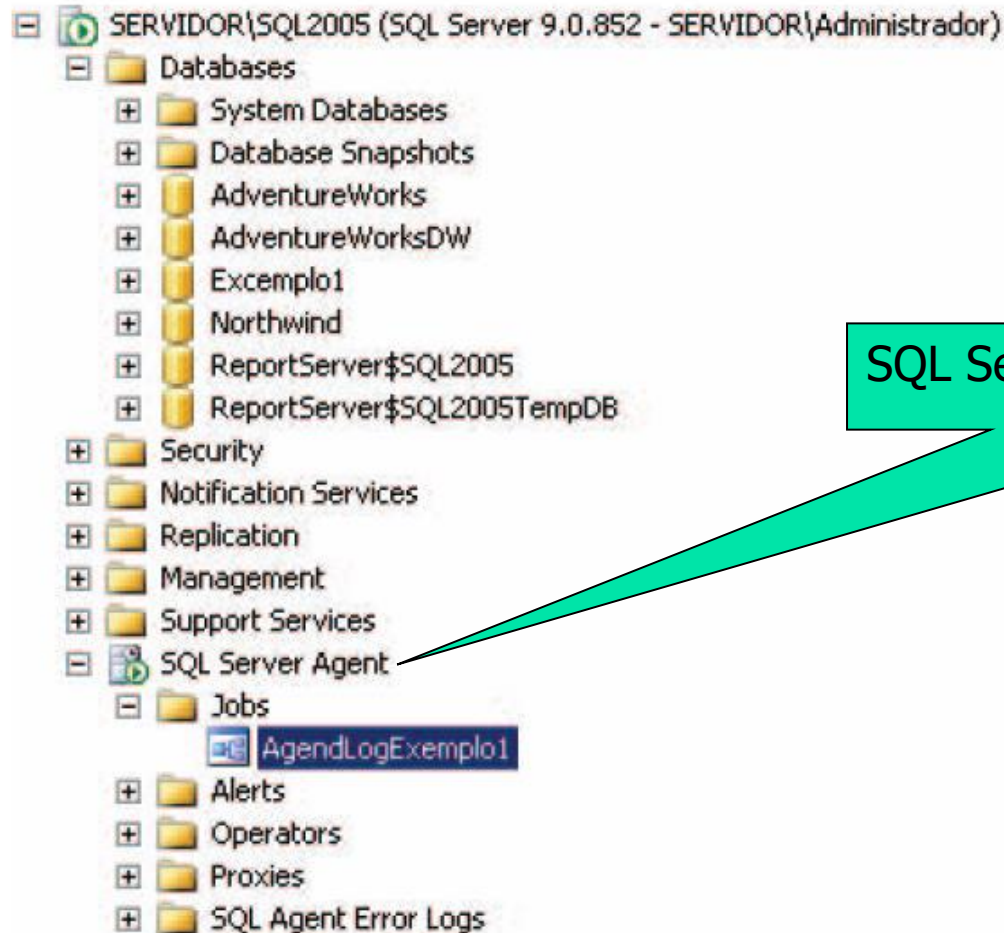 SERVIDOR\SQL2005 (SQL Server 9.0.852 - SERVIDOR\Administrador)
Databases
System Databases
Database Snapshots
AdventureWorks
AdventureWorksDW
Excemplo1
Northwind
ReportServer$SQL2005
ReportServer$SQL2005TempDB
Security
Notification Services
Replication
Management
Support Services
SQL Server Agent
Jobs
AgendLogExemplo1
Alerts
Operators
Proxies
SQL Agent Error Logs
SQL Se